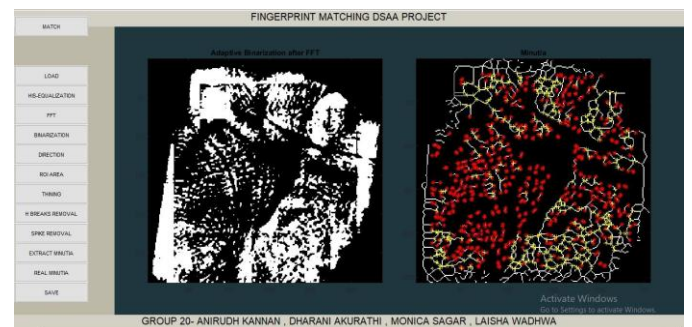 FINGERPRINT MATCHING DSAA PROJECT
MATCH
Adaptive Binarization after FFT
Minutia
LOAD
HIS-EQUALIZATION
FFT
BINARIZATION
DIRECTION
ROI AREA
THINING
H BREAKS REMOVAL
SPIKE REMOVAL
EXTRACT MINUTIA
REAL MINUTIA
SAVE
Activate Windows
Go to Settings to activate Windows.
GROUP 20- ANIRUDH KANNAN , DHARANI AKURATHI , MONICA SAGAR , LAISHA WADHWA